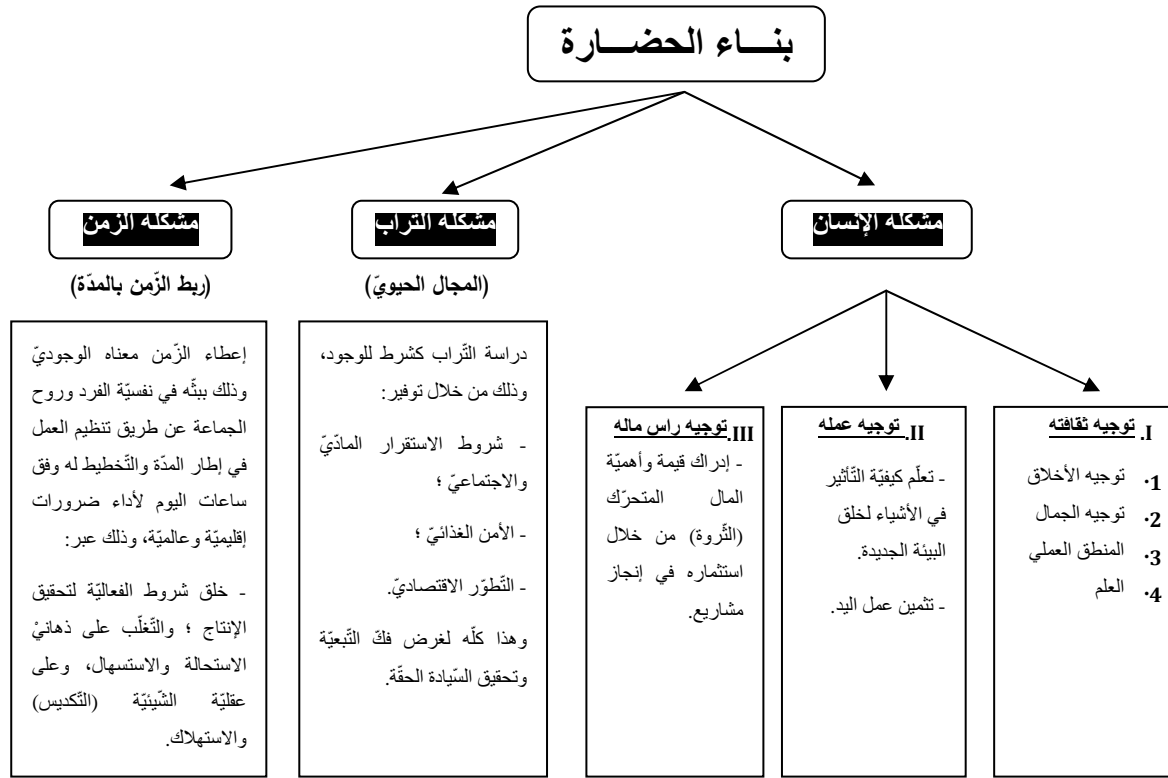 بنـــاء الحضـــارة
مشكلة الإنسان
مشكلة التراب
مشكلة الزمن
(المجال الحيويّ)
(ربط الزّمن بالمدّة)
I. توجيه ثقافته
1. توجيه الأخلاق
2. توجيه الجمال
3. المنطق العملي
4. العلم
II. توجيه عمله
- تعلّم كيفيّة التّأثير
في الأشياء لخلق
البيئة الجديدة.
- تثمين عمل اليد.
III. توجيه راس ماله
- إدراك قيمة وأهميّة
المال المتحرّك
(الثّروة) من خلال
استثماره في إنجاز
مشاريع.
دراسة التّراب كشرط للوجود،
وذلك من خلال توفير:
- شروط الاستقرار المادّيّ
والاجتماعيّ ؛
- الأمن الغذائيّ ؛
- التّطوّر الاقتصاديّ.
وهذا كلّه لغرض فكّ التّبعيّة
وتحقيق السّيادة الحقّة.
إعطاء الزّمن معناه الوجوديّ
وذلك ببثّه في نفسيّة الفرد وروح
الجماعة عن طريق تنظيم العمل
في إطار المدّة والتّخطيط له وفق
ساعات اليوم لأداء ضرورات
إقليميّة وعالميّة، وذلك عبر:
- خلق شروط الفعاليّة لتحقيق
الإنتاج ؛ والتّغلّب على ذهانيْ
الاستحالة والاستسهال، وعلى
عقليّة الشّيئيّة (التّكديس)
والاستهلاك.